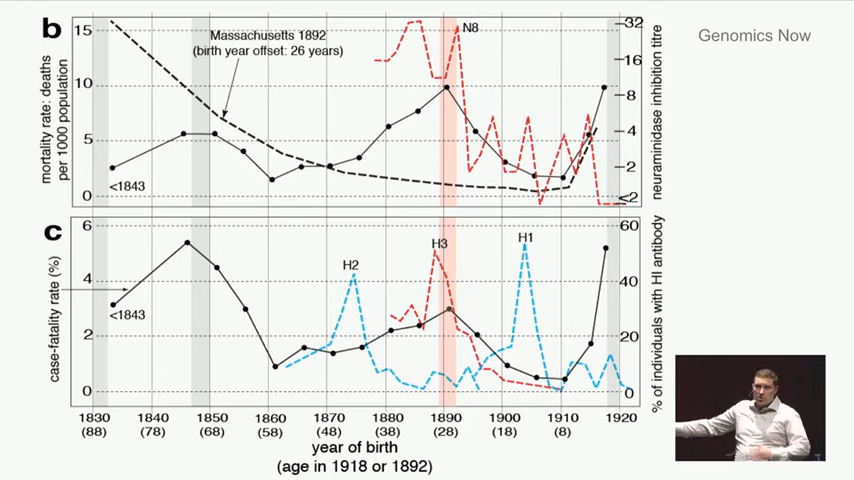 Genomics Now
b
mortality rate: deaths
per 1000 population
15
10
5
0
Massachusetts 1892
(birth year offset: 26 years)
N8
<1843
32
16
8
4
2
<2
neuraminidase inhibition titre
c
case-fatality rate (%)
6
4
2
0
H2
H3
H1
<1843
60
40
20
0
% of individuals with HI antibody
1830 1840 1850 1860 1870 1880 1890 1900 1910 1920
(88) (78) (68) (58) (48) (38) (28) (18) (8)
year of birth
(age in 1918 or 1892)